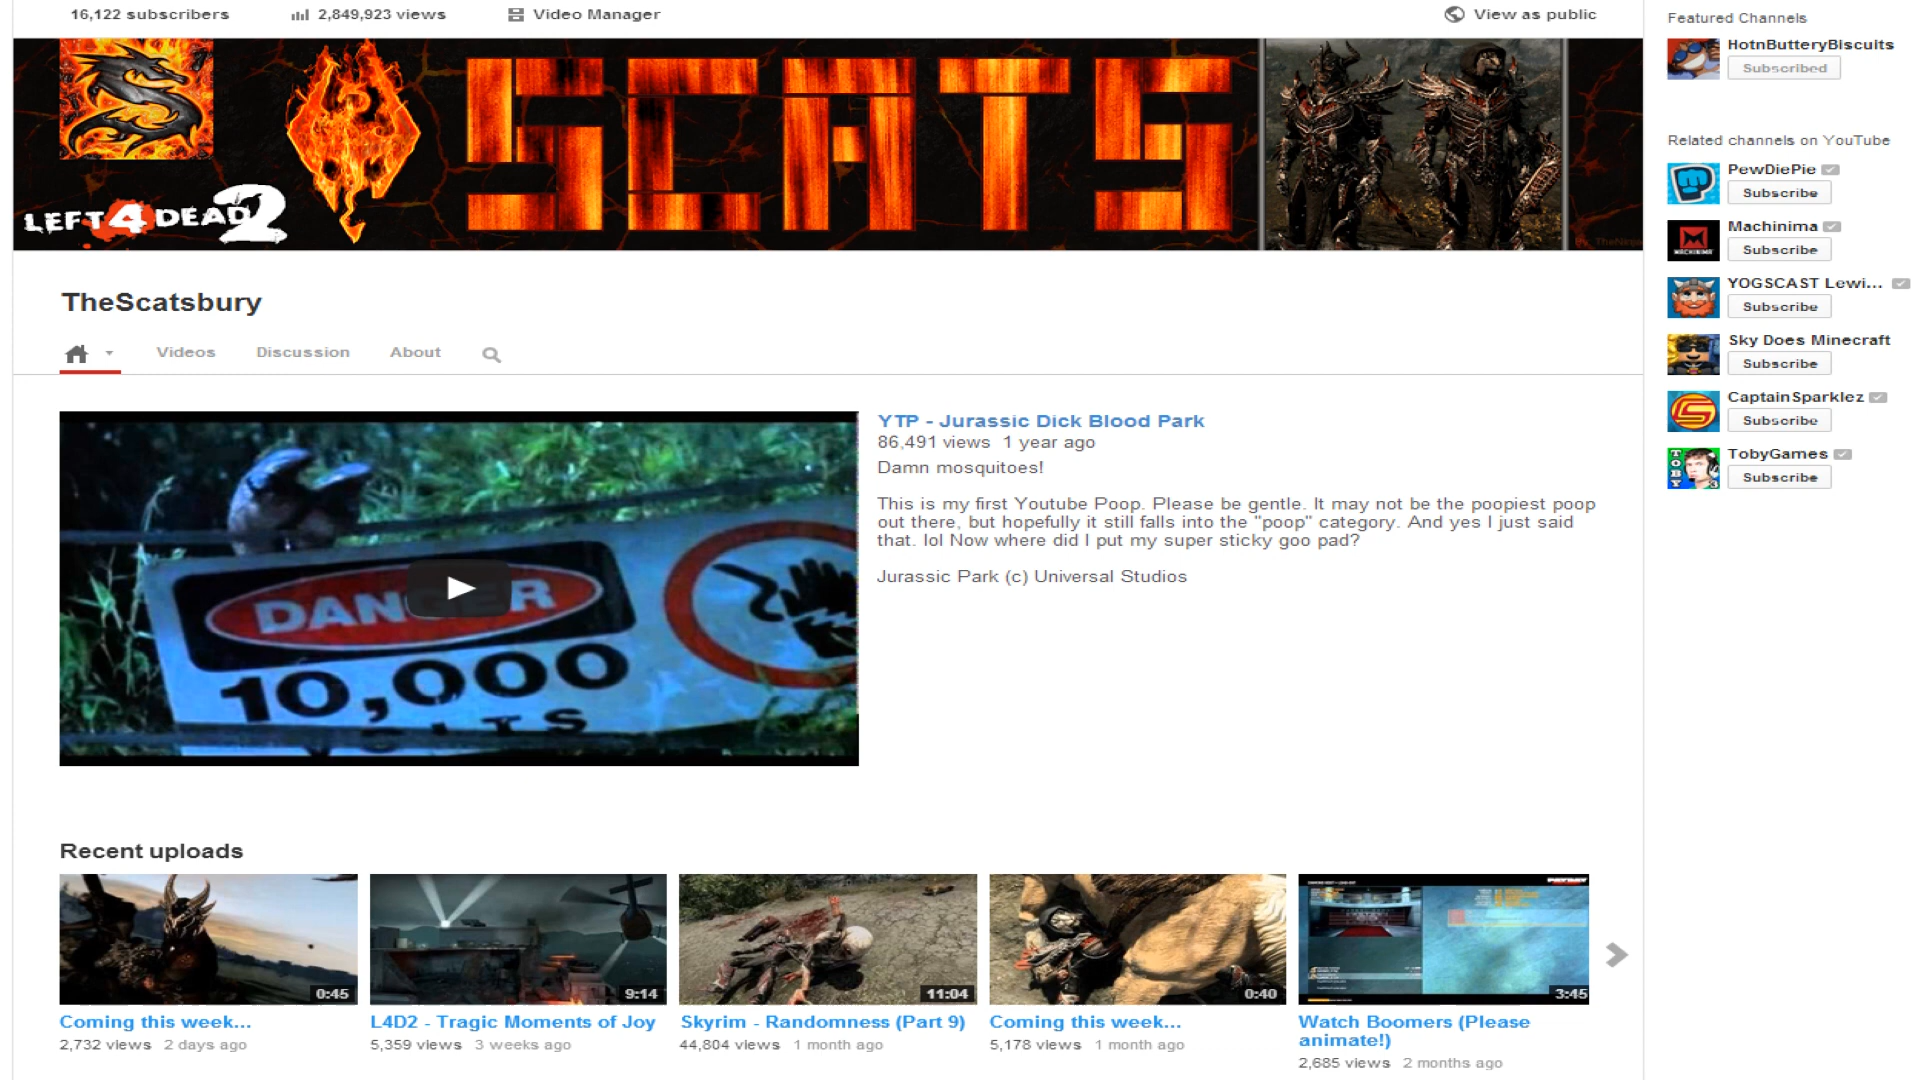 16,122 subscribers
2,849,923 views
Video Manager
View as public
LEFT 4 DEAD 2
SCATS
TheScatsbury
Videos
Discussion
About
DANGER
10,000
VOLTS
YTP - Jurassic Dick Blood Park
86,491 views 1 year ago
Damn mosquitoes!
This is my first Youtube Poop. Please be gentle. It may not be the poopiest poop
out there, but hopefully it still falls into the "poop" category. And yes I just said
that. lol Now where did I put my super sticky goo pad?
Jurassic Park (c) Universal Studios
Recent uploads
0:45
Coming this week...
2,732 views 2 days ago
9:14
L4D2 - Tragic Moments of Joy
5,359 views 3 weeks ago
11:04
Skyrim - Randomness (Part 9)
44,804 views 1 month ago
0:40
Coming this week...
5,178 views 1 month ago
3:45
Watch Boomers (Please
animate!)
2,685 views 2 months ago
Featured Channels
HotnButteryBIscuits
Subscribed
Related channels on YouTube
PewDiePie
Subscribe
Machinima
Subscribe
MACHINIMA
YOGSCAST Lewi...
Subscribe
Sky Does Minecraft
Subscribe
CaptainSparklez
Subscribe
TobyGames
Subscribe
TOBY